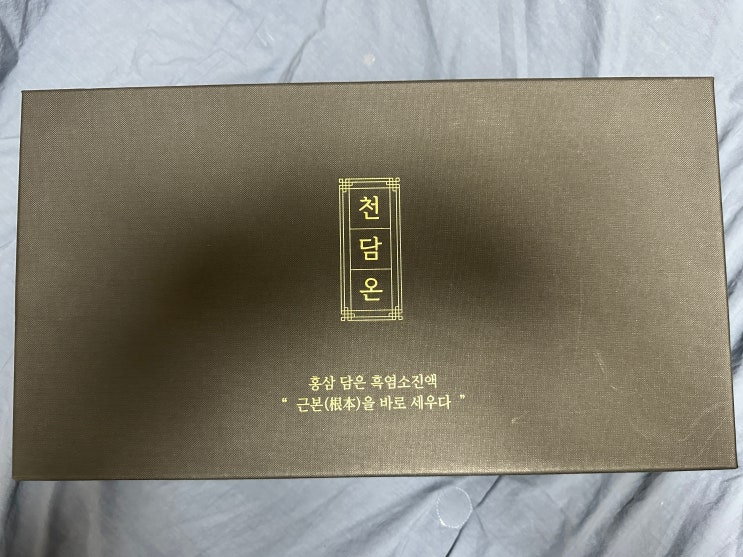 천
담
온
홍삼 담은 흑염소진액
“ 근본(根本)을 바로 세우다 ”